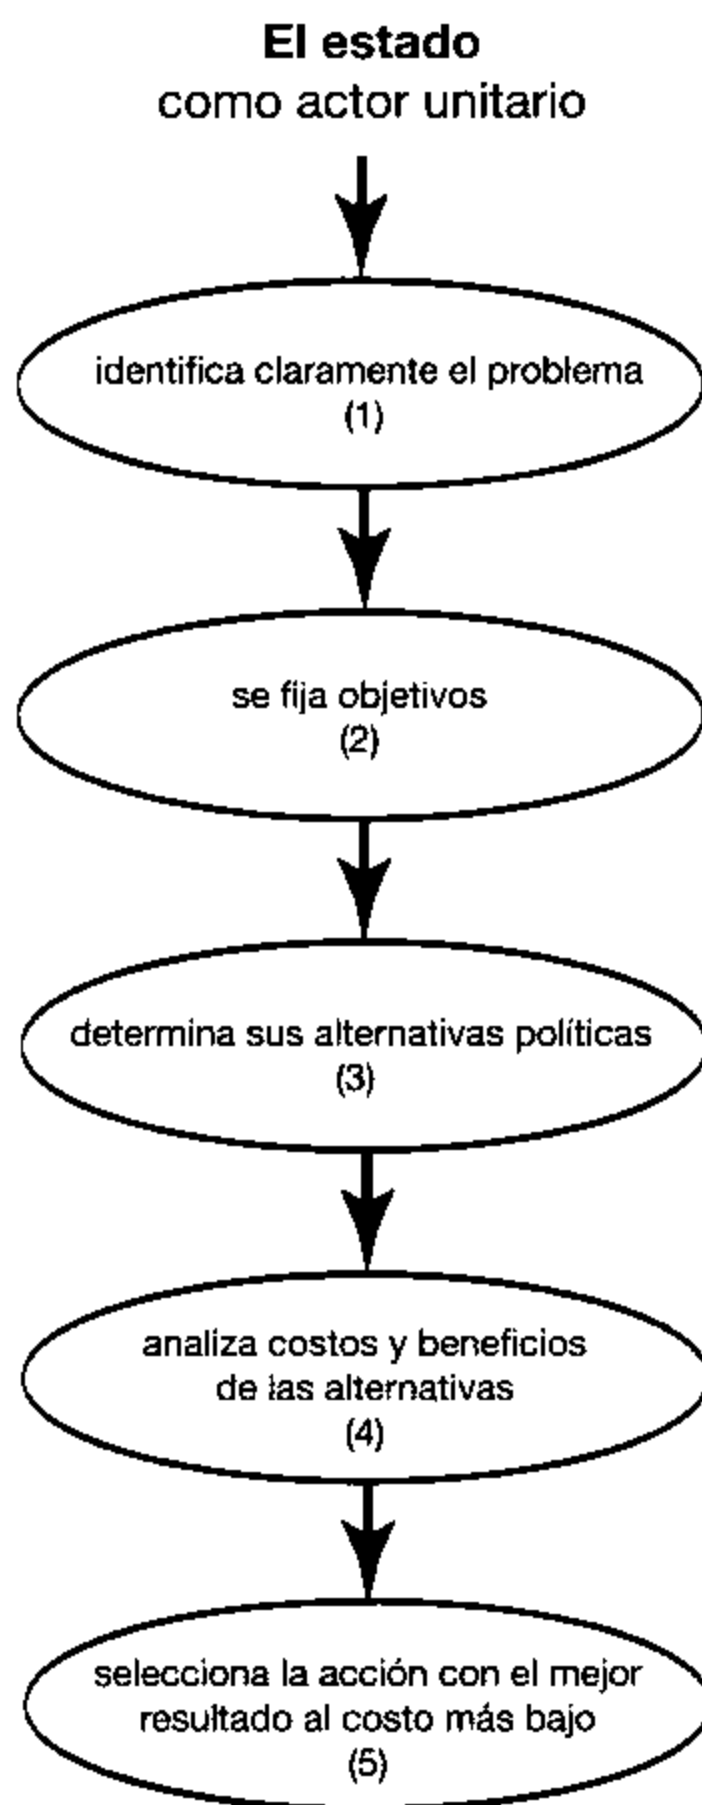 El estado
como actor unitario
identifica claramente el problema
(1)
se fija objetivos
(2)
determina sus alternativas políticas
(3)
analiza costos y beneficios
de las alternativas
(4)
selecciona la acción con el mejor
resultado al costo más bajo
(5)